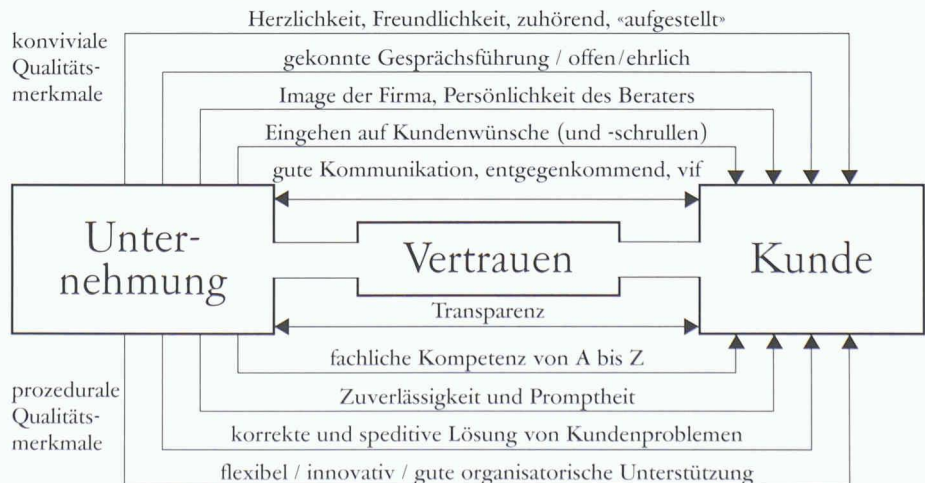 Herzlichkeit, Freundlichkeit, zuhörend, «aufgestellt»
konviviale
Qualitäts-
merkmale
gekonnte Gesprächsführung / offen/ehrlich
Image der Firma, Persönlichkeit des Beraters
Eingehen auf Kundenwünsche (und -schrullen)
gute Kommunikation, entgegenkommend, vif
Unter-
nehmung
Vertrauen
Kunde
Transparenz
fachliche Kompetenz von A bis Z
prozedurale
Qualitäts-
merkmale
Zuverlässigkeit und Promptheit
korrekte und speditive Lösung von Kundenproblemen
flexibel / innovativ / gute organisatorische Unterstützung